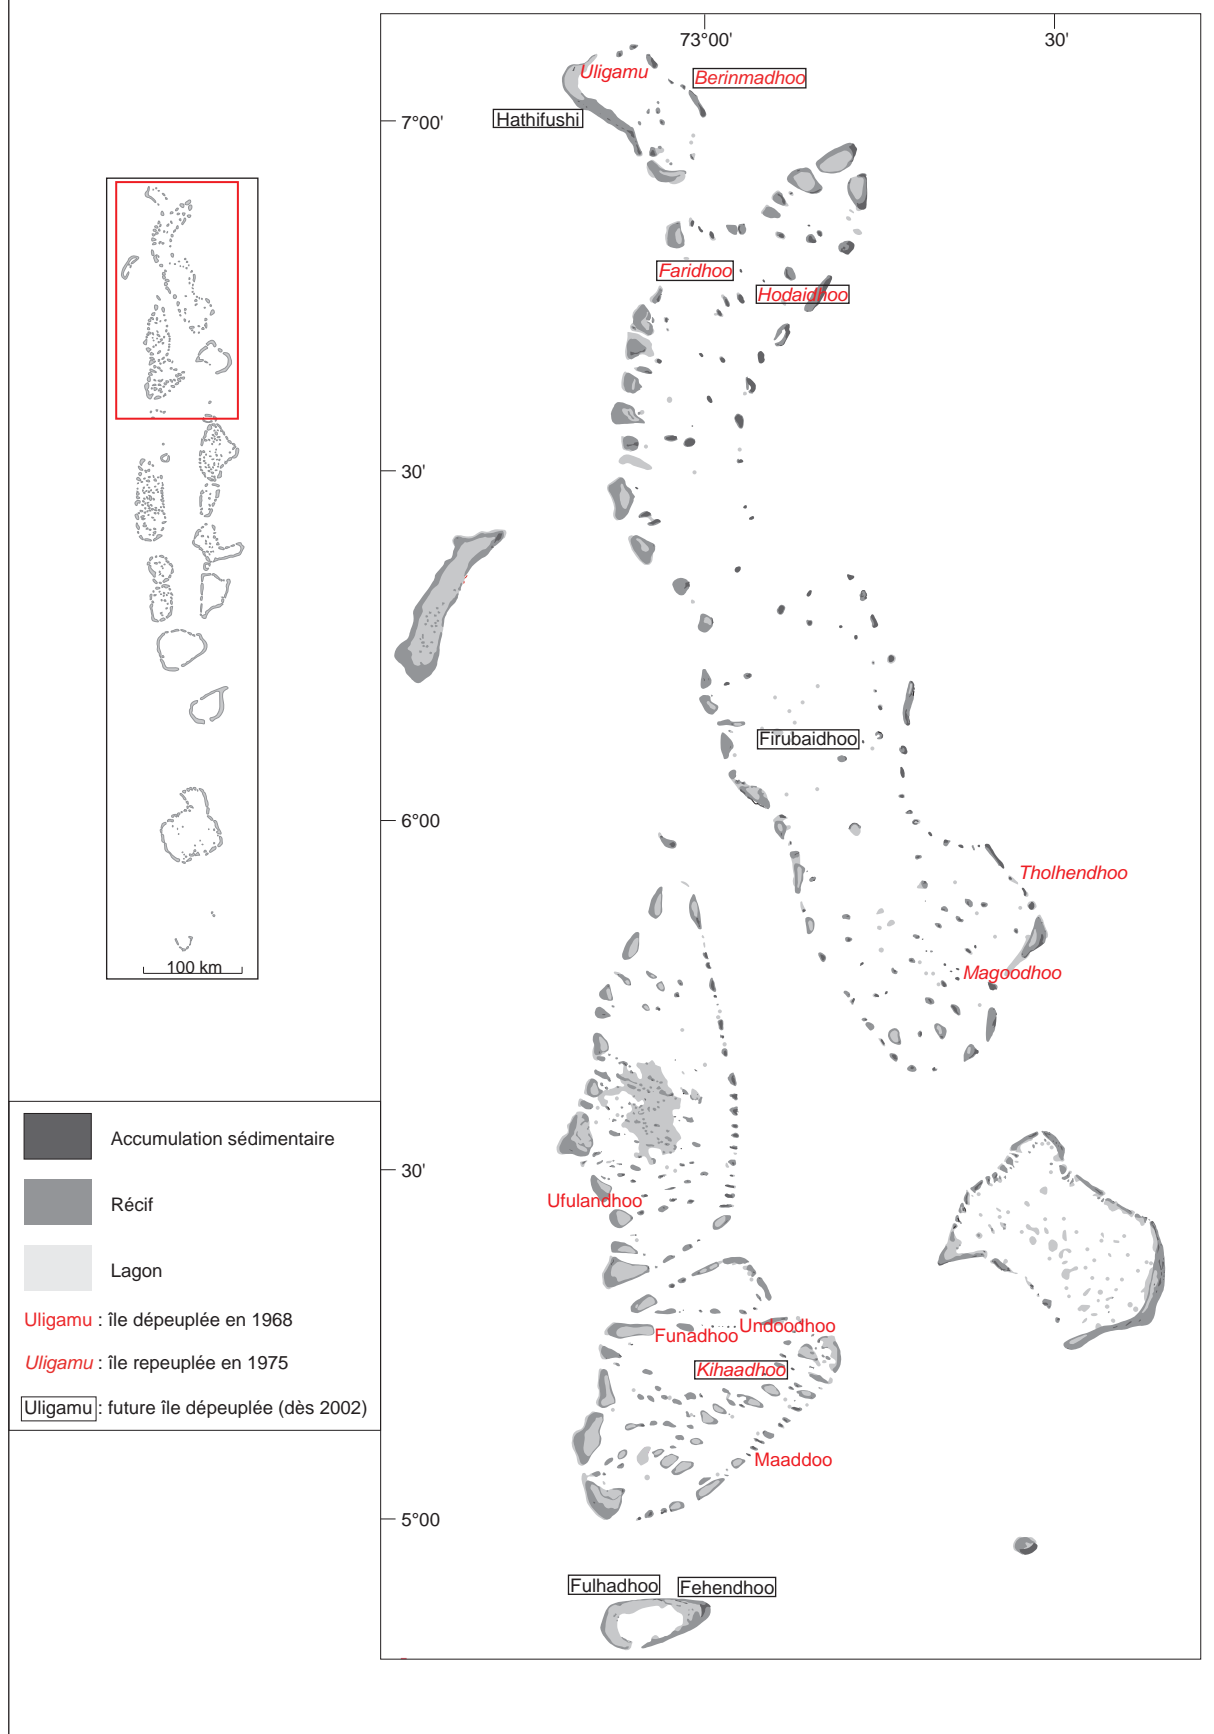 73°00'
30'
Uligamu
Berinmadhoo
Hathifushi
7°00'
Faridhoo
Hodaidhoo
30'
Firubaidhoo
6°00
Tholhendhoo
100 km
Magoodhoo
Accumulation sédimentaire
30'
Récif
Ufulandhoo
Lagon
Uligamu : île dépeuplée en 1968
Undoodhoo
Funadhoo
Uligamu : île repeuplée en 1975
Kihaadhoo
Uligamu : future île dépeuplée (dès 2002)
Maaddoo
5°00
Fulhadhoo
Fehendhoo